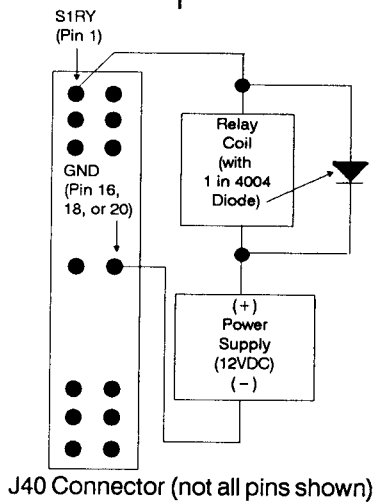 S1RY
(Pin 1)
Relay
Coil
(with
1 in 4004
Diode)
GND
(Pin 16,
18, or 20)
(+)
Power
Supply
(12VDC)
(-)
J40 Connector (not all pins shown)